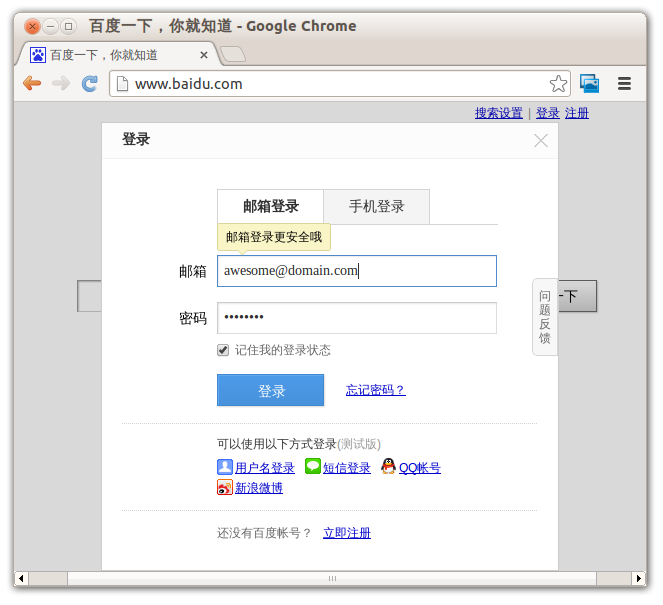 百度一下，你就知道 - Google Chrome
百度一下，你就知道
www.baidu.com
搜索设置 | 登录 注册
登录
邮箱登录 手机登录
邮箱登录更安全哦
邮箱 awesome@domain.com
一下
问题反馈
密码 ••••••••
记住我的登录状态
登录 忘记密码？
可以使用以下方式登录(测试版)
用户名登录 短信登录 QQ帐号
新浪微博
还没有百度帐号？ 立即注册